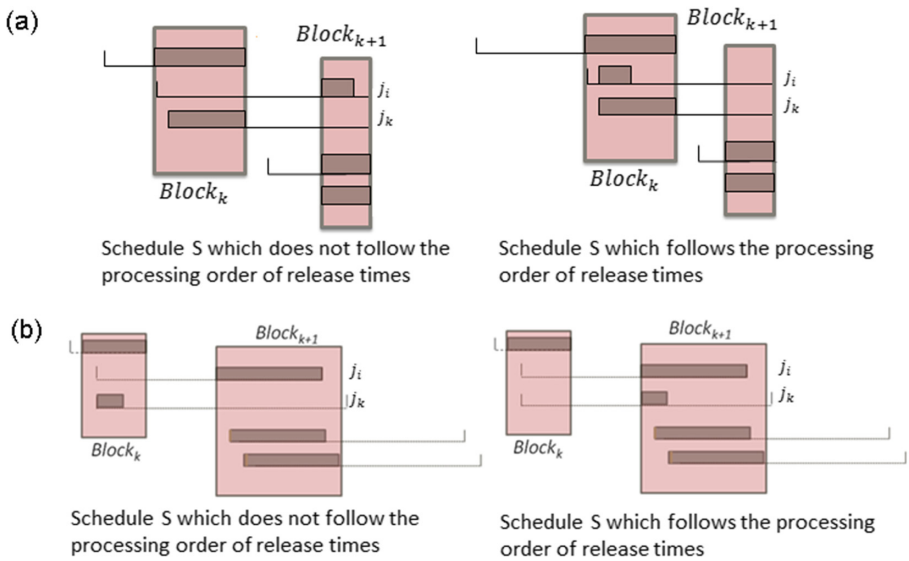 (a)
Block_{k+1}
j_i
j_k
Block_k
Schedule S which does not follow the
processing order of release times
Block_{k+1}
j_i
j_k
Block_k
Schedule S which follows the processing
order of release times
(b)
Block_{k+1}
j_i
j_k
Block_k
Schedule S which does not follow the
processing order of release times
Block_{k+1}
j_i
j_k
Block_k
Schedule S which follows the processing
order of release times